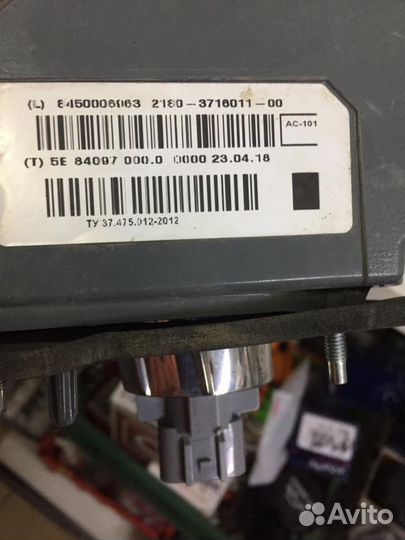 (L) 8450006963 2180-3716011-00
AC-101
(T) 5E 84097 000.0 0000 23.04.18
ТУ 37.475.012-2012
Avito